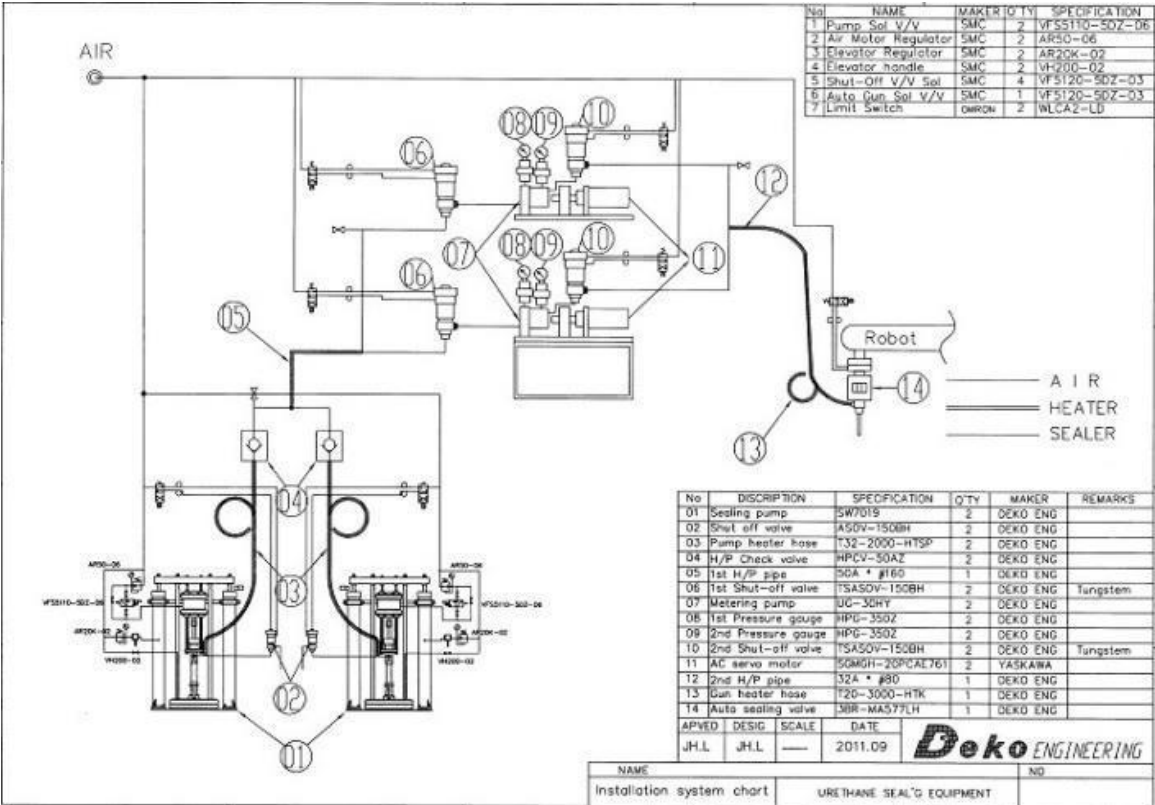 No NAME MAKER Q'TY SPECIFICATION
1 Pump Sol V/V SMC 2 VFS5110-5DZ-06
2 Air Motor Regulator SMC 2 AR50-06
3 Elevator Regulator SMC 2 AR20K-02
4 Elevator handle SMC 2 VH200-02
5 Shut-Off V/V Sol SMC 4 VF5120-5DZ-03
6 Auto Gun Sol V/V SMC 1 VF5120-5DZ-03
7 Limit Switch OMRON 2 WLCA2-LD
AIR
08 09 10
06
12
07 08 09 10 11
06
05
Robot
14
13
AIR
HEATER
SEALER
04
03
AR50-06
VFS5110-5DZ-06
AR20K-02
VH200-02
AR50-06
VFS5110-5DZ-06
AR20K-02
VH200-02
02
01
No DISCRIPTION SPECIFICATION Q'TY MAKER REMARKS
01 Sealing pump SW7019 2 DEKO ENG
02 Shut off valve ASDV-150BH 2 DEKO ENG
03 Pump heater hose T32-2000-HTSP 2 DEKO ENG
04 H/P Check valve HPCV-50AZ 2 DEKO ENG
05 1st H/P pipe 50A * ø160 1 DEKO ENG
06 1st Shut-off valve TSASDV-150BH 2 DEKO ENG Tungstem
07 Metering pump UG-30HY 2 DEKO ENG
08 1st Pressure gauge HPG-350Z 2 DEKO ENG
09 2nd Pressure gauge HPG-350Z 2 DEKO ENG
10 2nd Shut-off valve TSASDV-150BH 2 DEKO ENG Tungstem
11 AC servo motor SGMGH-20PCAE761 2 YASKAWA
12 2nd H/P pipe 32A * ø80 1 DEKO ENG
13 Gun heater hose T20-3000-HTK 1 DEKO ENG
14 Auto sealing valve 38R-MA577LH 1 DEKO ENG
APVED DESIG SCALE DATE
JH.L JH.L —— 2011.09
Deko ENGINEERING
NAME NO
Installation system chart URETHANE SEAL'G EQUIPMENT